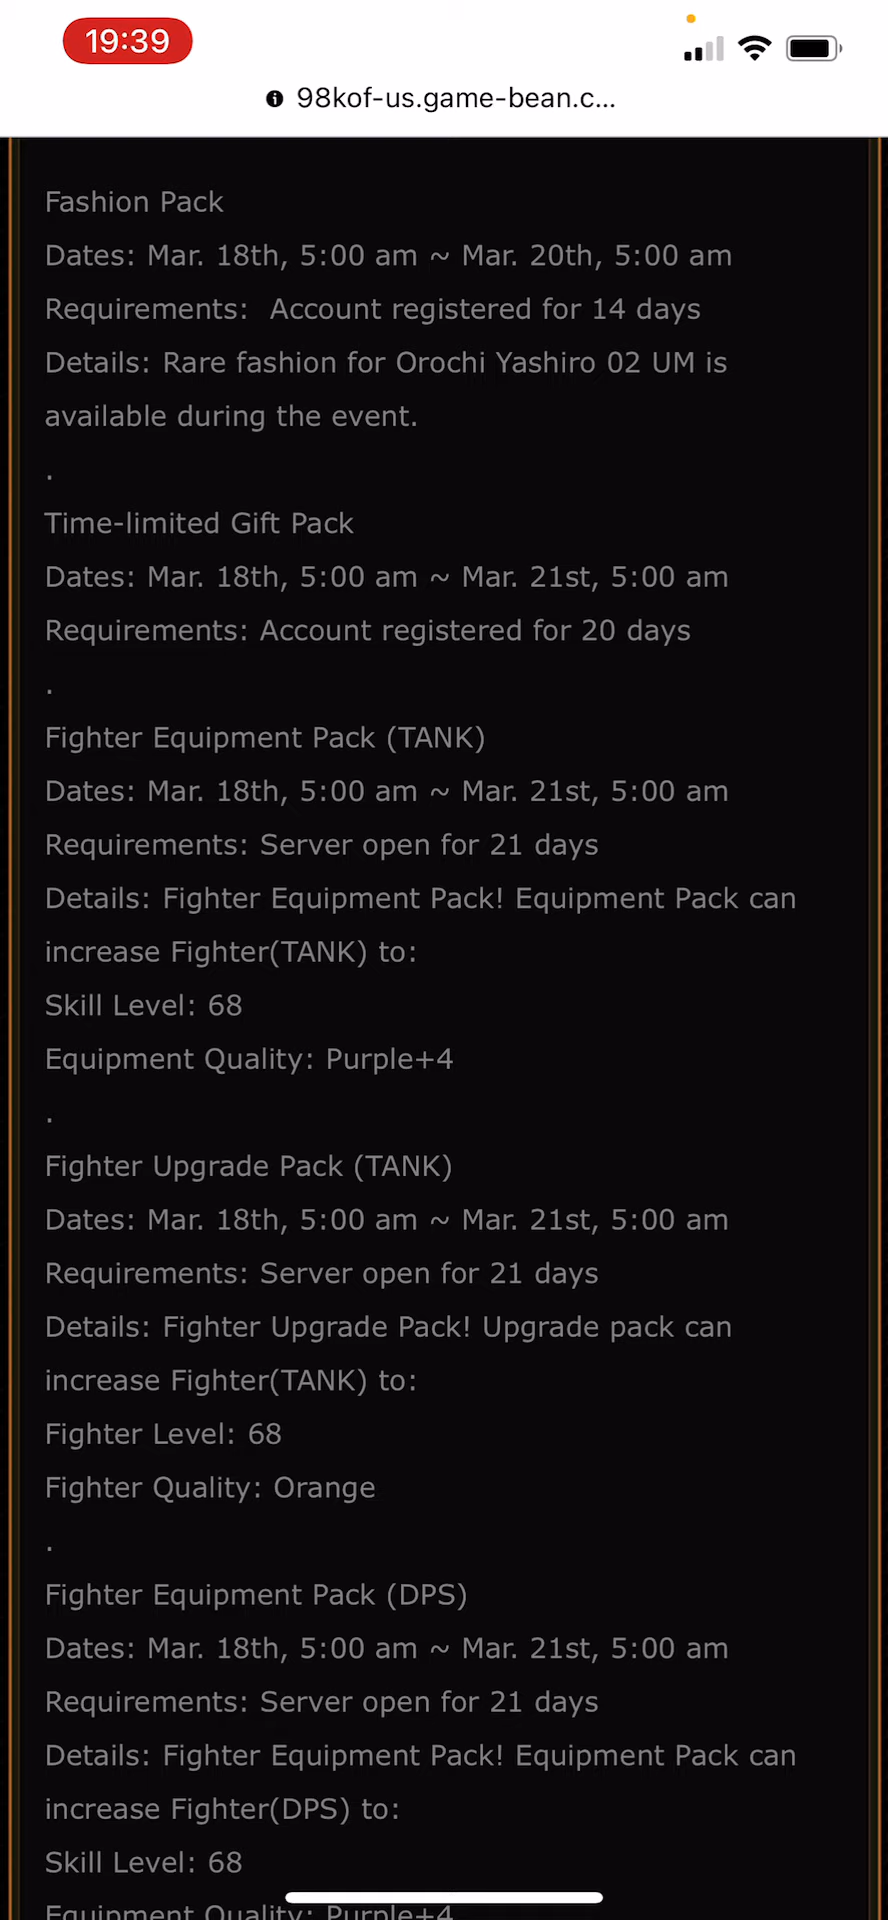 19:39
98kof-us.game-bean.c...
Fashion Pack
Dates: Mar. 18th, 5:00 am ~ Mar. 20th, 5:00 am
Requirements:  Account registered for 14 days
Details: Rare fashion for Orochi Yashiro 02 UM is
available during the event.
.
Time-limited Gift Pack
Dates: Mar. 18th, 5:00 am ~ Mar. 21st, 5:00 am
Requirements: Account registered for 20 days
.
Fighter Equipment Pack (TANK)
Dates: Mar. 18th, 5:00 am ~ Mar. 21st, 5:00 am
Requirements: Server open for 21 days
Details: Fighter Equipment Pack! Equipment Pack can
increase Fighter(TANK) to:
Skill Level: 68
Equipment Quality: Purple+4
.
Fighter Upgrade Pack (TANK)
Dates: Mar. 18th, 5:00 am ~ Mar. 21st, 5:00 am
Requirements: Server open for 21 days
Details: Fighter Upgrade Pack! Upgrade pack can
increase Fighter(TANK) to:
Fighter Level: 68
Fighter Quality: Orange
.
Fighter Equipment Pack (DPS)
Dates: Mar. 18th, 5:00 am ~ Mar. 21st, 5:00 am
Requirements: Server open for 21 days
Details: Fighter Equipment Pack! Equipment Pack can
increase Fighter(DPS) to:
Skill Level: 68
Equipment Quality: Purple+4